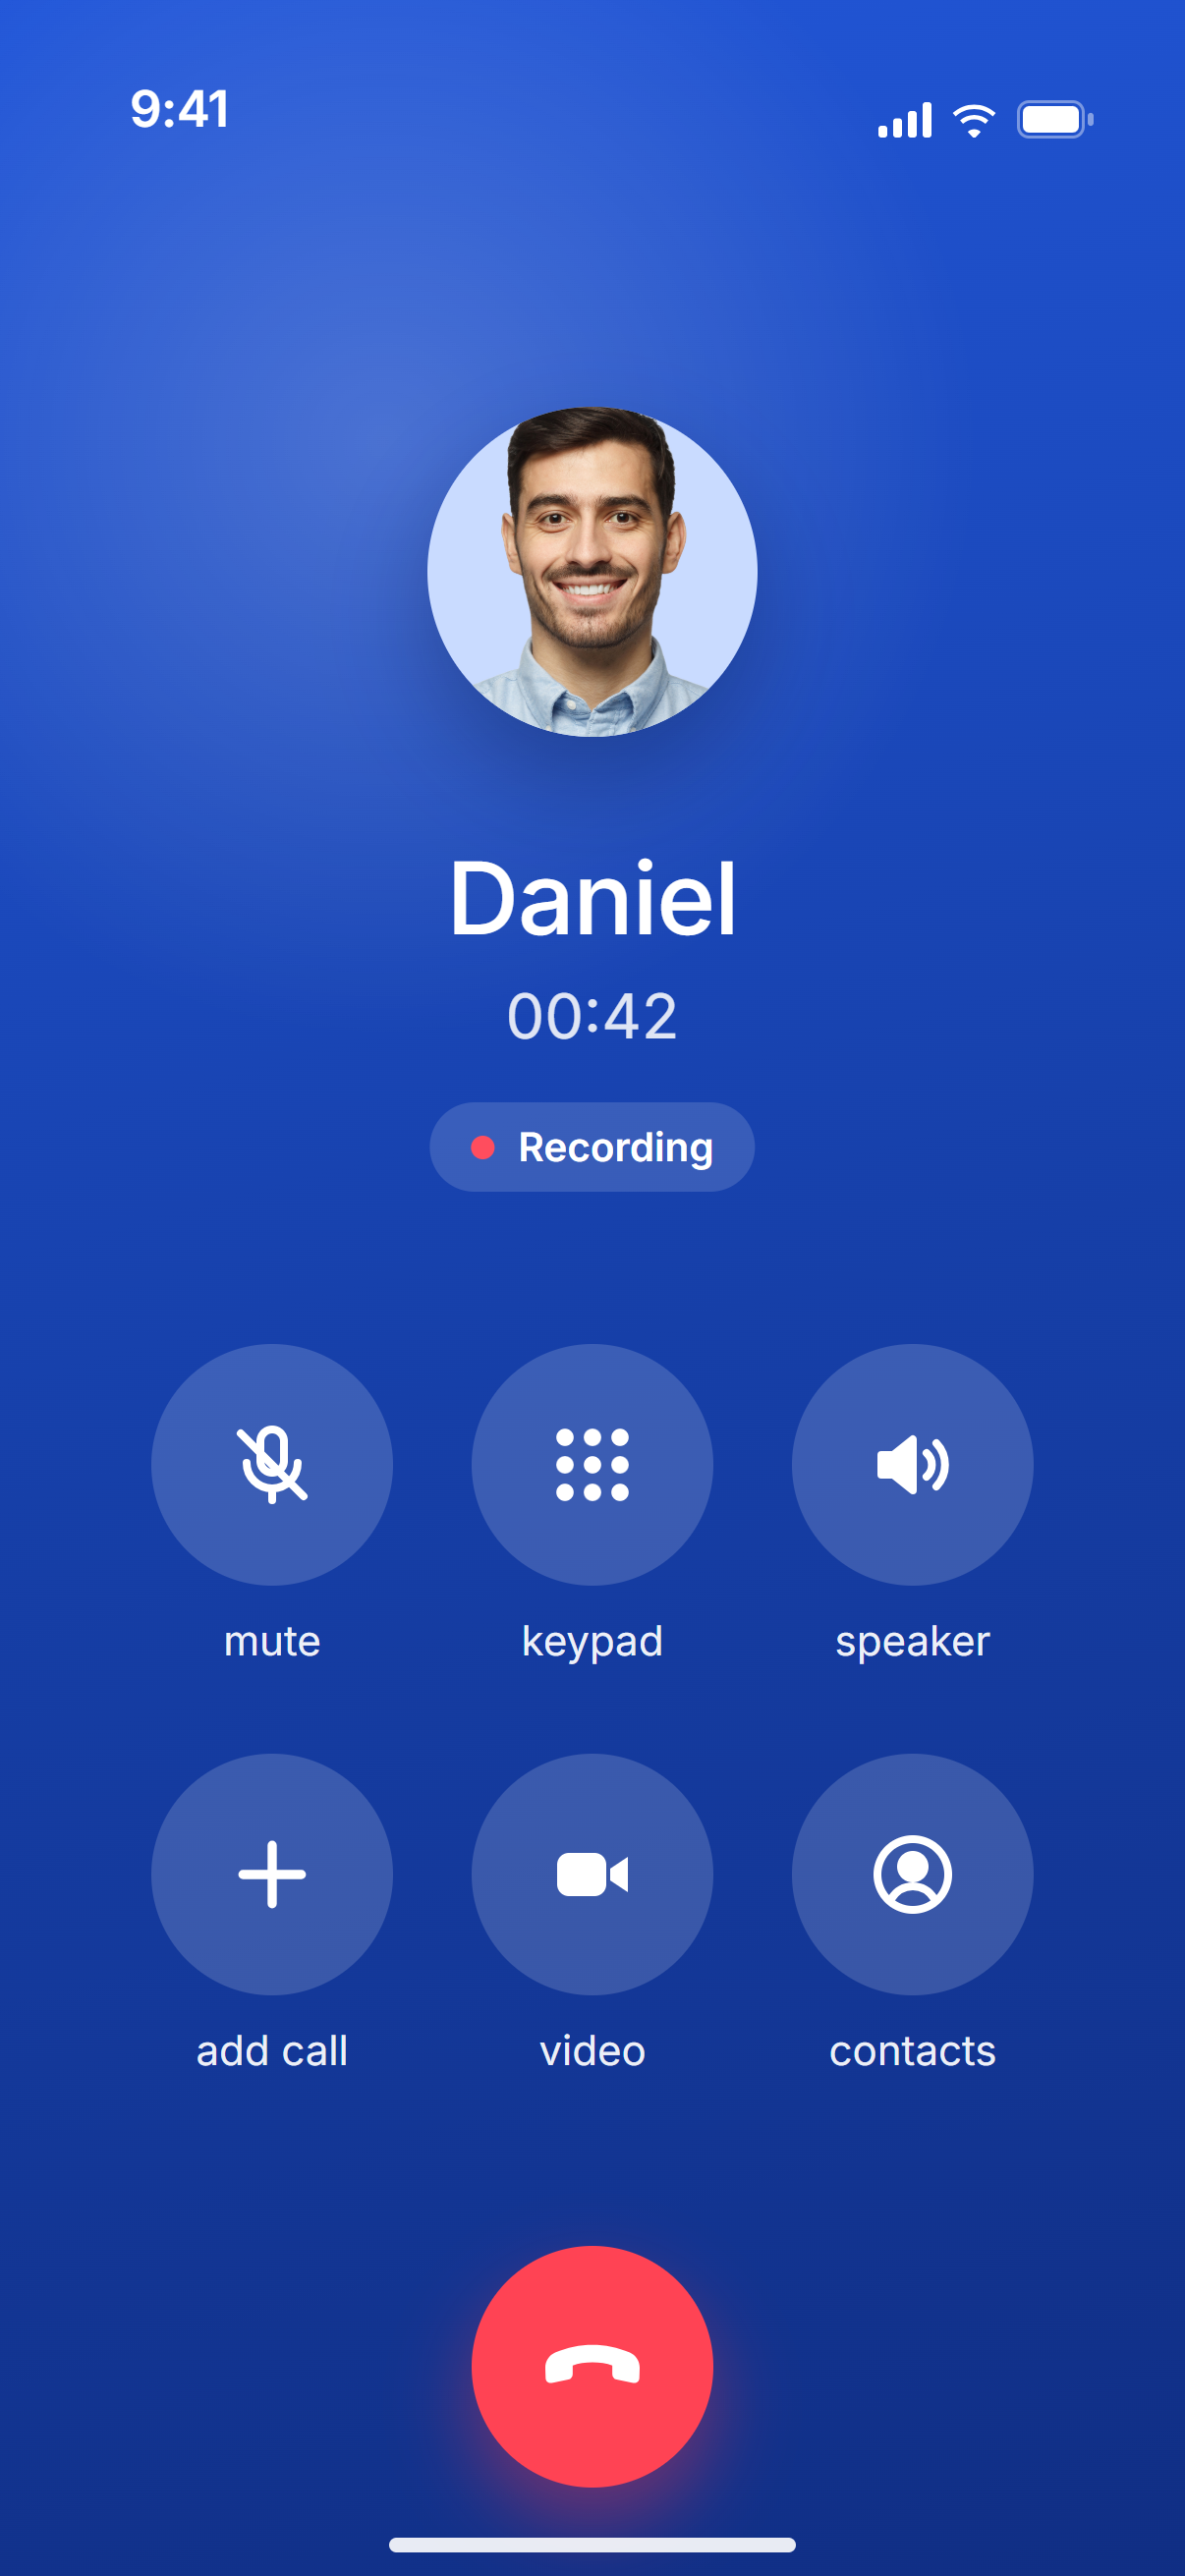 9:41
Daniel
00:42
Recording
mute
keypad
speaker
add call
video
contacts